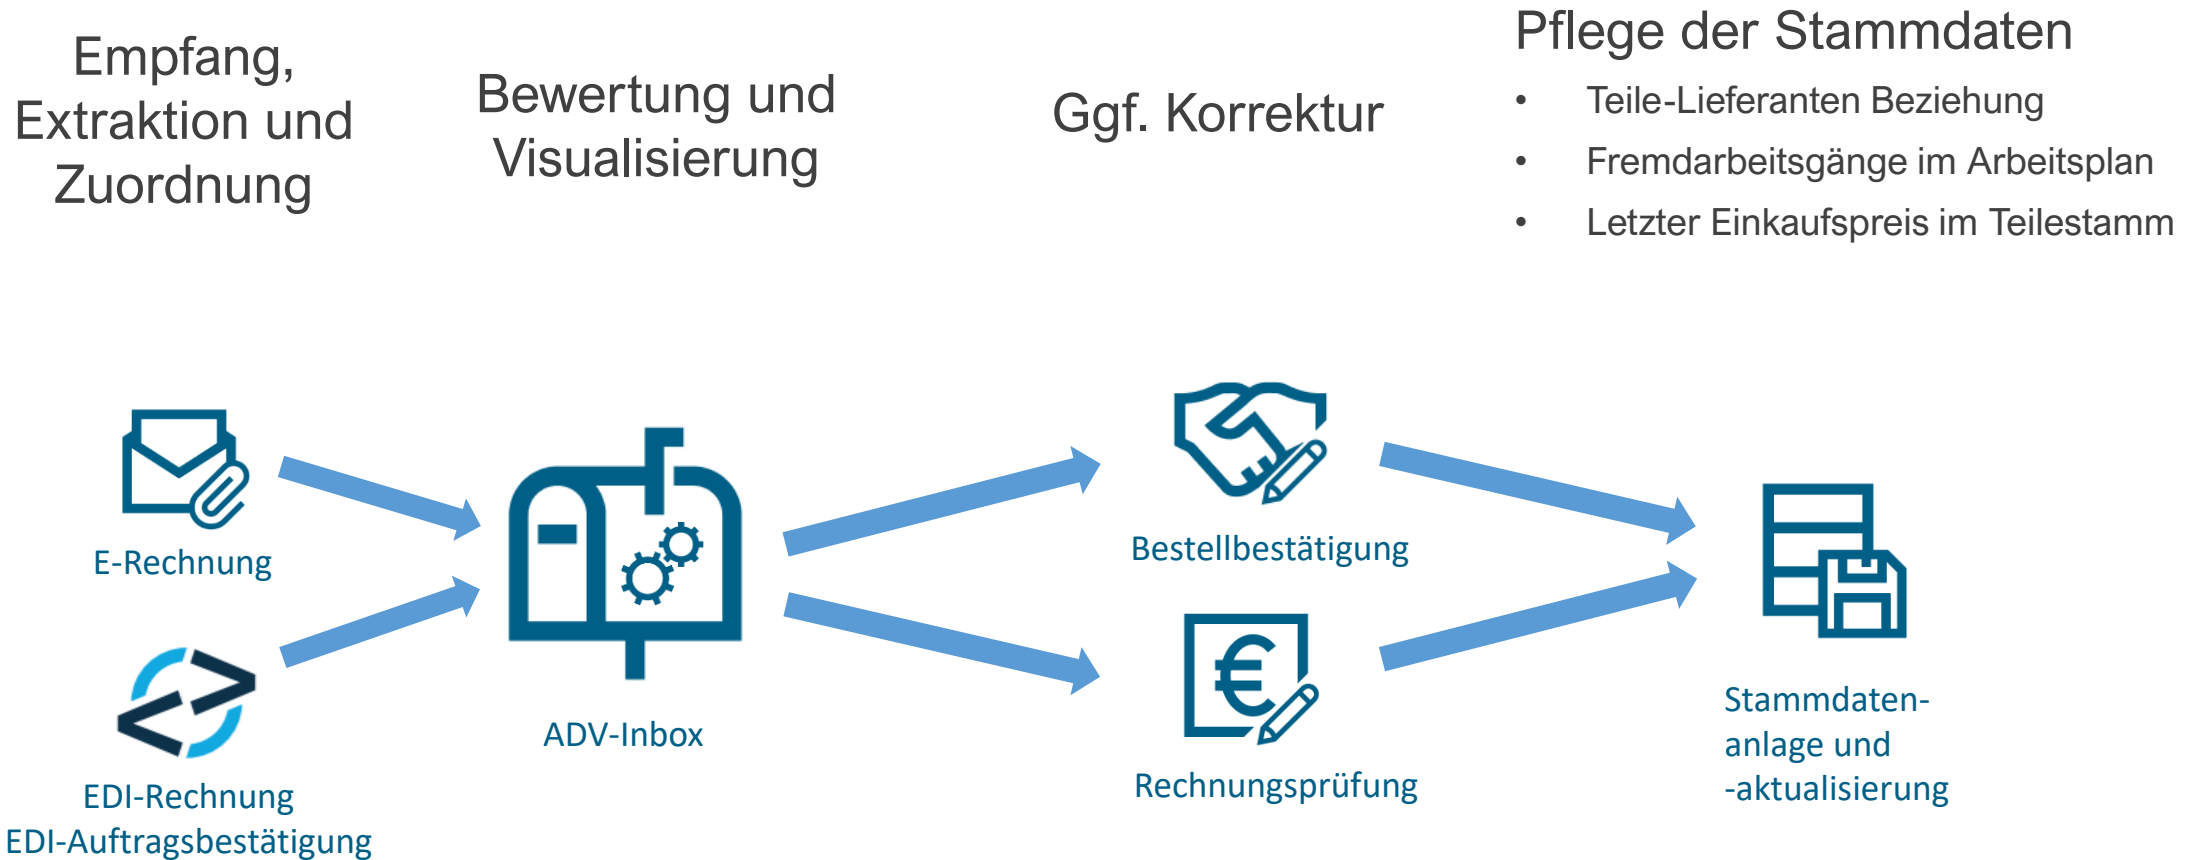 Empfang,
Extraktion und
Zuordnung
Bewertung und
Visualisierung
Ggf. Korrektur
Pflege der Stammdaten
• Teile-Lieferanten Beziehung
• Fremdarbeitsgänge im Arbeitsplan
• Letzter Einkaufspreis im Teilestamm
E-Rechnung
EDI-Rechnung
EDI-Auftragsbestätigung
ADV-Inbox
Bestellbestätigung
€
Rechnungsprüfung
Stammdaten-
anlage und
-aktualisierung